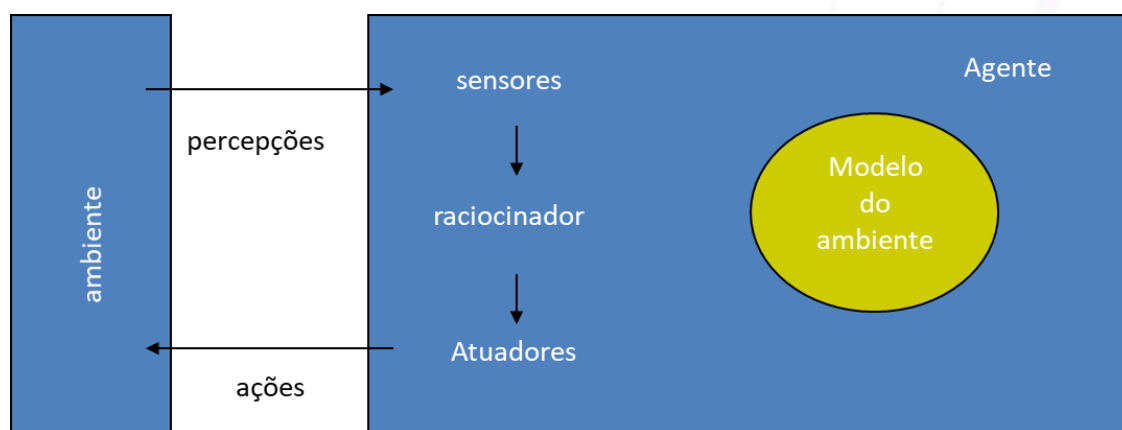 ambiente
percepções
ações
sensores
raciocinador
Atuadores
Agente
Modelo
do
ambiente